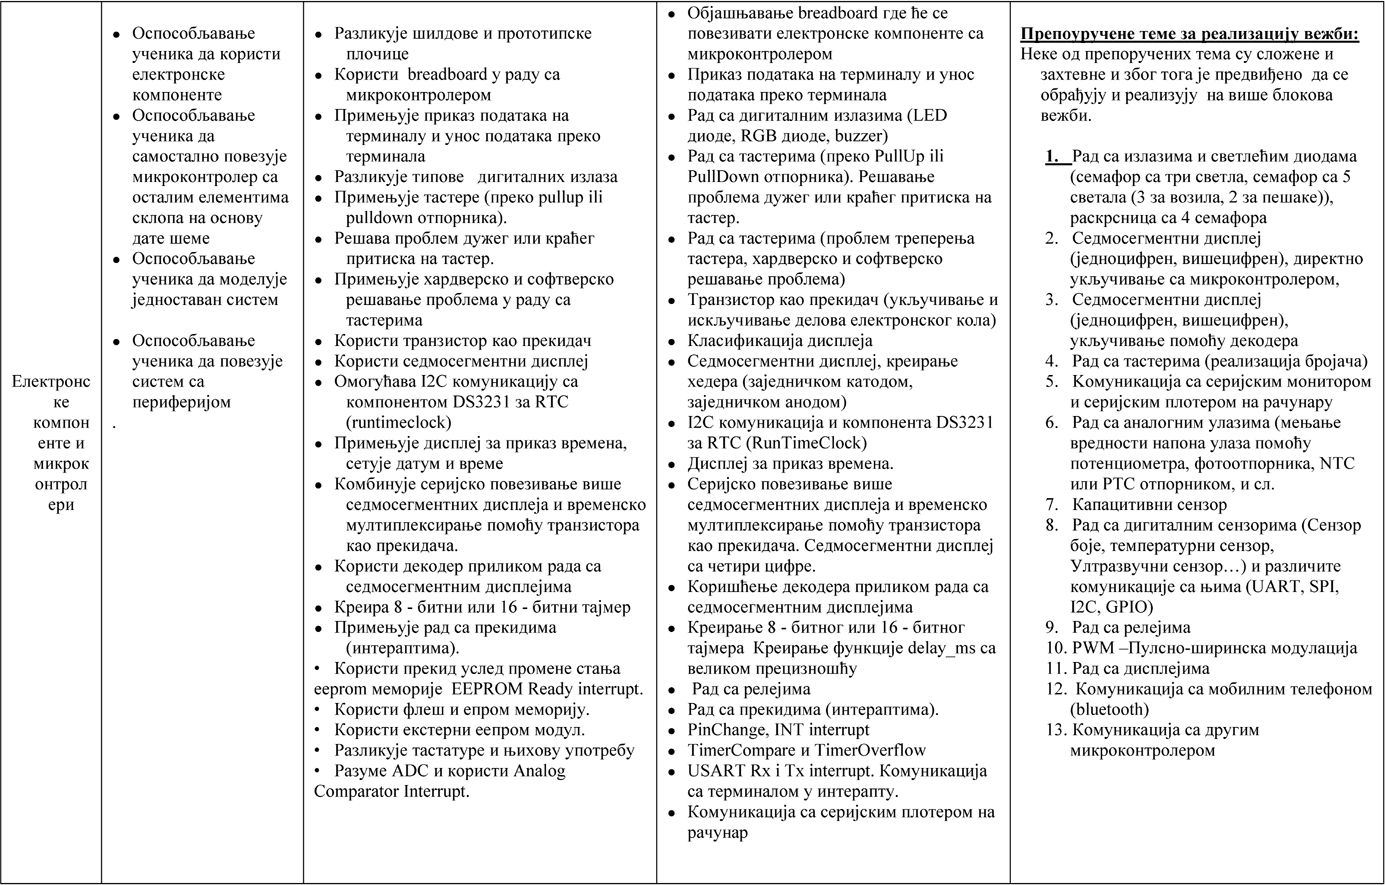 Електронс
ке
компон
енте и
микрок
онтрол
ери
● Оспособљавање
ученика да користи
електронске
компоненте
● Оспособљавање
ученика да
самостално повезује
микроконтролер са
осталим елементима
склопа на основу
дате шеме
● Оспособљавање
ученика да моделује
једноставан систем
● Оспособљавање
ученика да повезује
систем са
периферијом
.
● Разликује шилдове и прототипске
плочице
● Користи breadboard у раду са
микроконтролером
● Примењује приказ података на
терминалу и унос података преко
терминала
● Разликује типове дигиталних излаза
● Примењује тастере (преко pullup ili
pulldown отпорника).
● Решава проблем дужег или краћег
притиска на тастер.
● Примењује хардверско и софтверско
решавање проблема у раду са
тастерима
● Користи транзистор као прекидач
● Користи седмосегментни дисплеј
● Омогућава I2C комуникацију са
компонентом DS3231 за RTC
(runtimeclock)
● Примењује дисплеј за приказ времена,
сетује датум и време
● Комбинује серијско повезивање више
седмосегментних дисплеја и временско
мултиплексирање помоћу транзистора
као прекидача.
● Користи декодер приликом рада са
седмосегментним дисплејима
● Креира 8 - битни или 16 - битни тајмер
● Примењује рад са прекидима
(интераптима).
• Користи прекид услед промене стања
eeprom меморије EEPROM Ready interrupt.
• Користи флеш и епром меморију.
• Користи екстерни еепром модул.
• Разликује тастатуре и њихову употребу
• Разуме ADC и користи Analog
Comparator Interrupt.
● Објашњавање breadboard где ће се
повезивати електронске компоненте са
микроконтролером
● Приказ података на терминалу и унос
података преко терминала
● Рад са дигиталним излазима (LED
диоде, RGB диоде, buzzer)
● Рад са тастерима (преко PullUp ili
PullDown отпорника). Решавање
проблема дужег или краћег притиска на
тастер.
● Рад са тастерима (проблем треперења
тастера, хардверско и софтверско
решавање проблема)
● Транзистор као прекидач (укључивање и
искључивање делова електронског кола)
● Класификација дисплеја
● Седмосегментни дисплеј, креирање
хедера (заједничком катодом,
заједничком анодом)
● I2C комуникација и компонента DS3231
за RTC (RunTimeClock)
● Дисплеј за приказ времена.
● Серијско повезивање више
седмосегментних дисплеја и временско
мултиплексирање помоћу транзистора
као прекидача. Седмосегментни дисплеј
са четири цифре.
● Коришћење декодера приликом рада са
седмосегментним дисплејима
● Креирање 8 - битног или 16 - битног
тајмера Креирање функције delay_ms са
великом прецизношћу
● Рад са релејима
● Рад са прекидима (интераптима).
● PinChange, INT interrupt
● TimerCompare и TimerOverflow
● USART Rx i Tx interrupt. Комуникација
са терминалом у интерапту.
● Комуникација са серијским плотером на
рачунар
Препоуручене теме за реализацију вежби:
Неке од препоручених тема су сложене и
захтевне и због тога је предвиђено да се
обрађују и реализују на више блокова
вежби.
1. Рад са излазима и светлећим диодама
(семафор са три светла, семафор са 5
светала (3 за возила, 2 за пешаке)),
раскрсница са 4 семафора
2. Седмосегментни дисплеј
(једноцифрен, вишецифрен), директно
укључивање са микроконтролером,
3. Седмосегментни дисплеј
(једноцифрен, вишецифрен),
укључивање помоћу декодера
4. Рад са тастерима (реализација бројача)
5. Комуникација са серијским монитором
и серијским плотером на рачунару
6. Рад са аналогним улазима (мењање
вредности напона улаза помоћу
потенциометра, фотоотпорника, NTC
или PTC отпорником, и сл.
7. Капацитивни сензор
8. Рад са дигиталним сензорима (Сензор
боје, температурни сензор,
Ултразвучни сензор…) и различите
комуникације са њима (UART, SPI,
I2C, GPIO)
9. Рад са релејима
10. PWM –Пулсно-ширинска модулација
11. Рад са дисплејима
12. Комуникација са мобилним телефоном
(bluetooth)
13. Комуникација са другим
микроконтролером